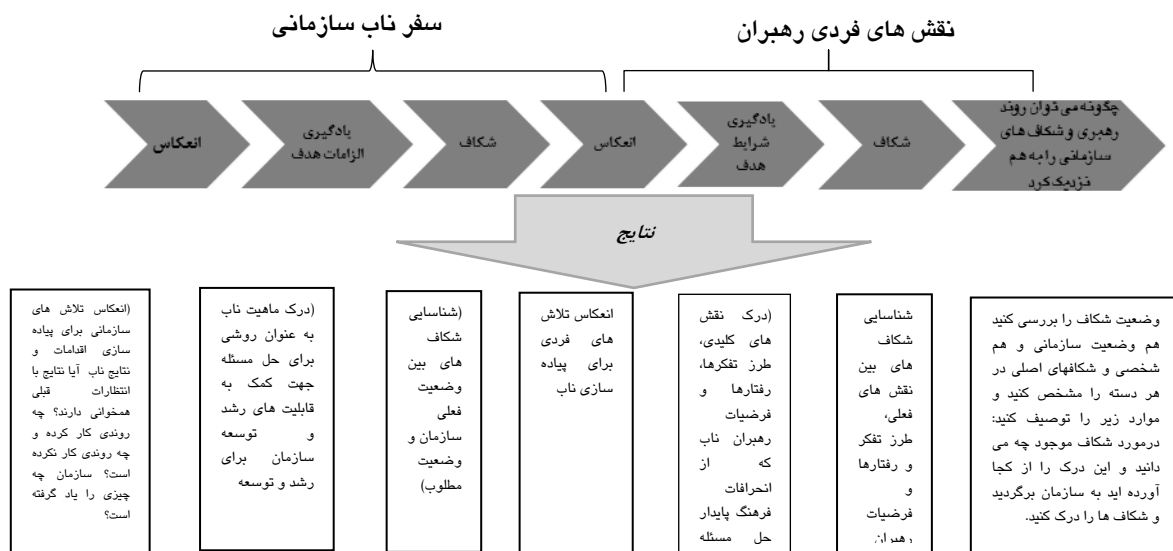 نقش های فردی رهبران
سفر ناب سازمانی
انعکاس
یادگیری
الزامات هدف
شکاف
انعکاس
یادگیری
شرایط
هدف
شکاف
چگونه می توان روند
رهبری و شکاف های
سازمانی را به هم
نزدیک کرد
نتایج
(انعکاس تلاش های
سازمانی برای پیاده
سازی اقدامات و
نتایج ناب آیا نتایج با
انتظارات قبلی
همخوانی دارند؟ چه
روندی کار کرده و
چه روندی کار نکرده
است؟ سازمان چه
چیزی را یاد گرفته
است؟
(درک ماهیت ناب
به عنوان روشی
برای حل مسئله
جهت کمک به
قابلیت های رشد
و توسعه
سازمان برای
رشد و توسعه
(شناسایی
شکاف
های بین
وضعیت
فعلی
سازمان و
وضعیت
مطلوب)
انعکاس تلاش
های فردی
برای پیاده
سازی ناب
(درک نقش
های کلیدی،
طرز تفکرها،
رفتارها و
فرضیات
رهبران ناب
که از
انحرافات
فرهنگ پایدار
حل مسئله
شناسایی
شکاف
های بین
نقش های
فعلی،
طرز تفکر
و رفتارها
و
فرضیات
رهبران
وضعیت شکاف را بررسی کنید
هم وضعیت سازمانی و هم
شخصی و شکافهای اصلی در
هر دسته را مشخص کنید و
موارد زیر را توصیف کنید:
درمورد شکاف موجود چه می
دانید و این درک را از کجا
آورده اید به سازمان برگردید
و شکاف ها را درک کنید.